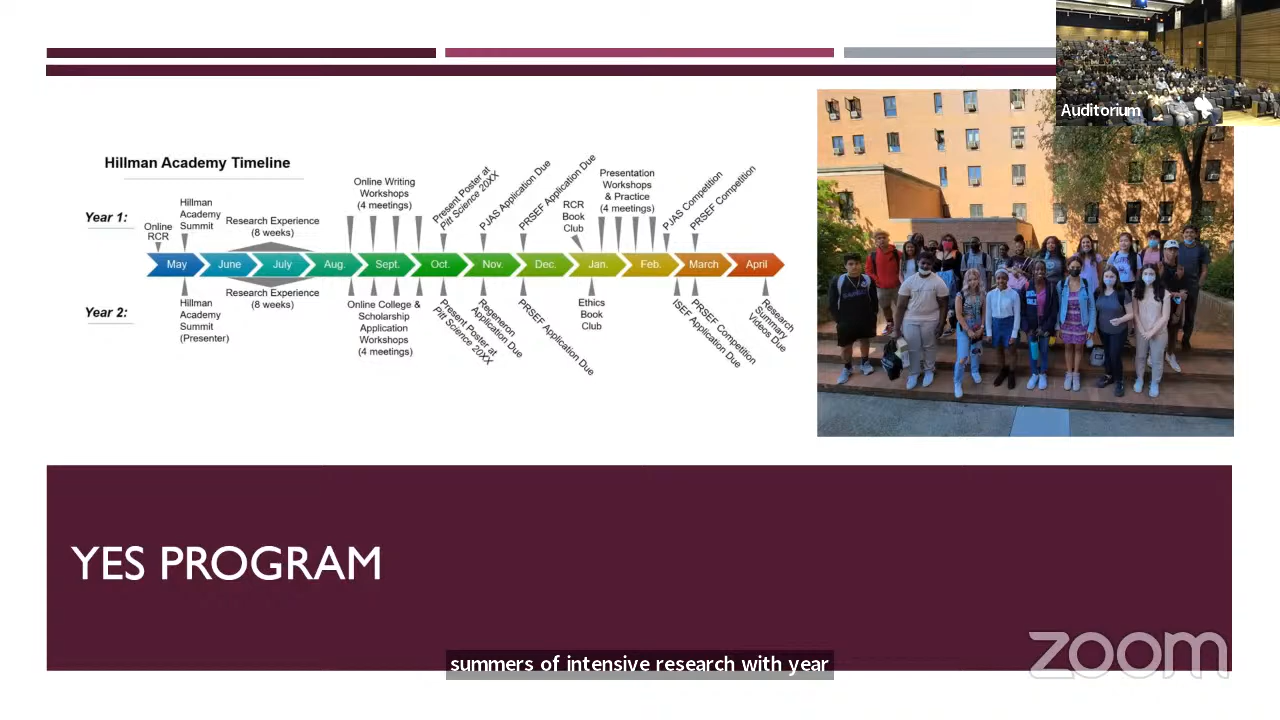 Auditorium
Hillman Academy Timeline
Year 1:
Online
RCR
Hillman
Academy
Summit
Research Experience
(8 weeks)
Online Writing
Workshops
(4 meetings)
Present Poster at
Pitt Science 20XX
PJAS Application Due
PRSEF Application Due
RCR
Book
Club
Presentation
Workshops
& Practice
(4 meetings)
PJAS Competition
PRSEF Competition
May
June
July
Aug.
Sept.
Oct.
Nov.
Dec.
Jan.
Feb.
March
April
Year 2:
Hillman
Academy
Summit
(Presenter)
Research Experience
(8 weeks)
Online College &
Scholarship
Application
Workshops
(4 meetings)
Present Poster at
Pitt Science 20XX
Regeneron
Application Due
PRSEF Application Due
Ethics
Book
Club
ISEF Application Due
PRSEF Competition
Research
Summary
Videos Due
YES PROGRAM
zoom
summers of intensive research with year